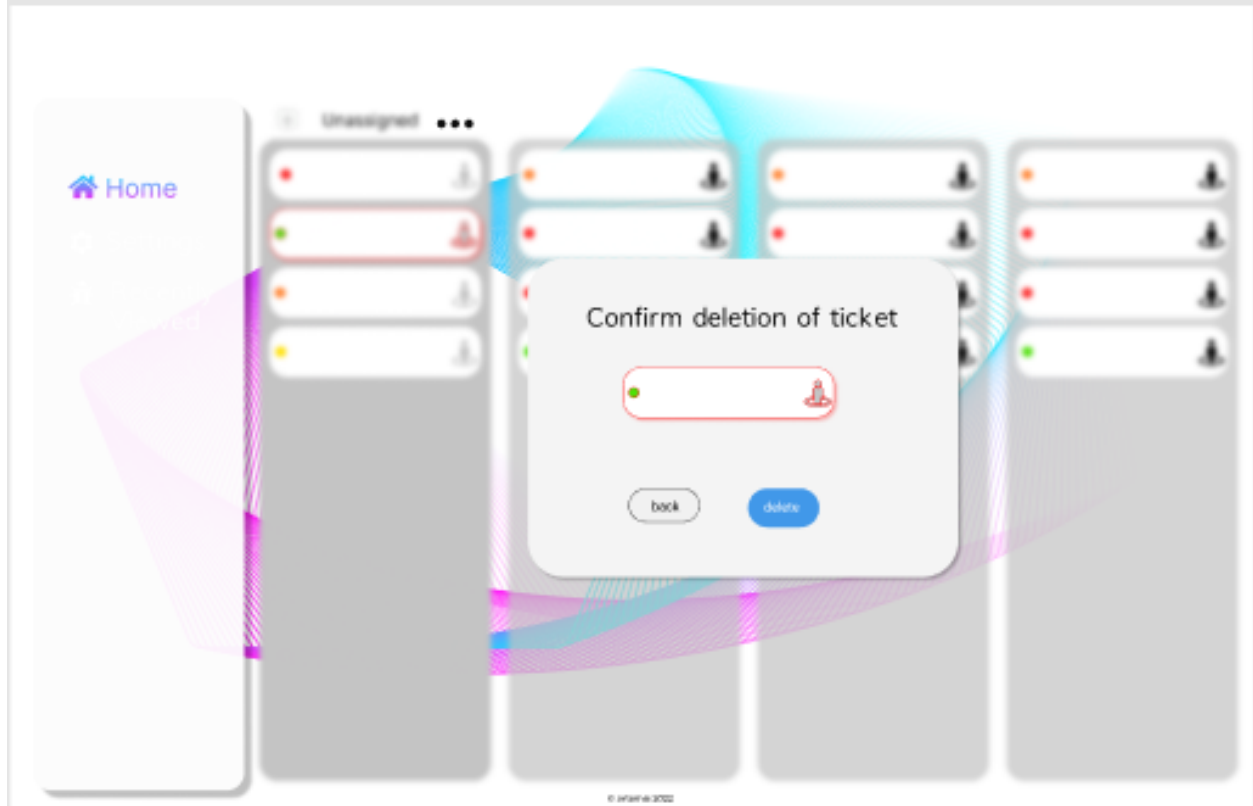 Unassigned
Home
Confirm deletion of ticket
back
delete